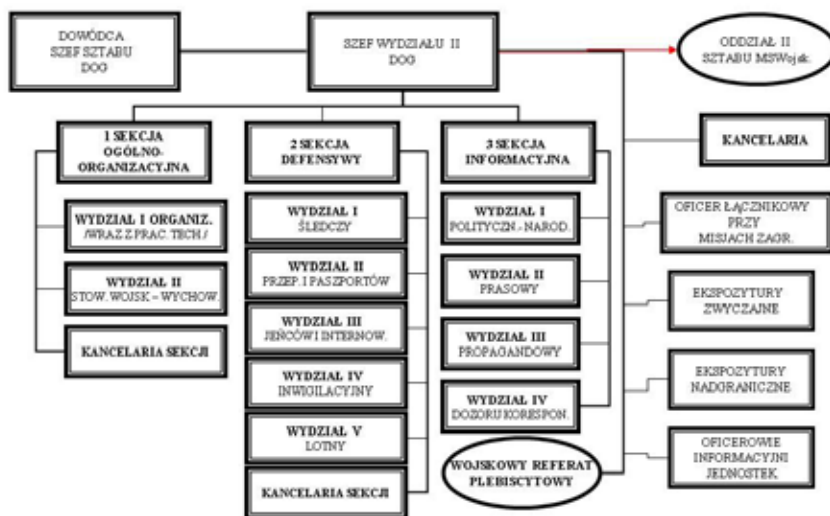 DOWÓDCA
SZEF SZTABU
DOG
SZEF WYDZIAŁU II
DOG
ODDZIAŁ II
SZTABU MSWojsk.
1 SEKCJA
OGÓLNO-
ORGANIZACYJNA
2 SEKCJA
DEFENSYWY
3 SEKCJA
INFORMACYJNA
KANCELARIA
WYDZIAŁ I ORGANIZ.
/WRAZ Z PRAC. TECH./
WYDZIAŁ II
STOW. WOJSK – WYCHOW.
KANCELARIA SEKCJI
WYDZIAŁ I
ŚLEDCZY
WYDZIAŁ II
PRZEP. I PASZPORTÓW
WYDZIAŁ III
JEŃCÓW I INTERNOW.
WYDZIAŁ IV
INWIGILACYJNY
WYDZIAŁ V
LOTNY
KANCELARIA SEKCJI
WYDZIAŁ I
POLITYCZN.- NAROD.
WYDZIAŁ II
PRASOWY
WYDZIAŁ III
PROPAGANDOWY
WYDZIAŁ IV
DOZORU KORESPON.
WOJSKOWY REFERAT
PLEBISCYTOWY
OFICER ŁĄCZNIKOWY
PRZY
MISJACH ZAGR.
EKSPOZYTURY
ZWYCZAJNE
EKSPOZYTURY
NADGRANICZNE
OFICEROWIE
INFORMACYJNI
JEDNOSTEK